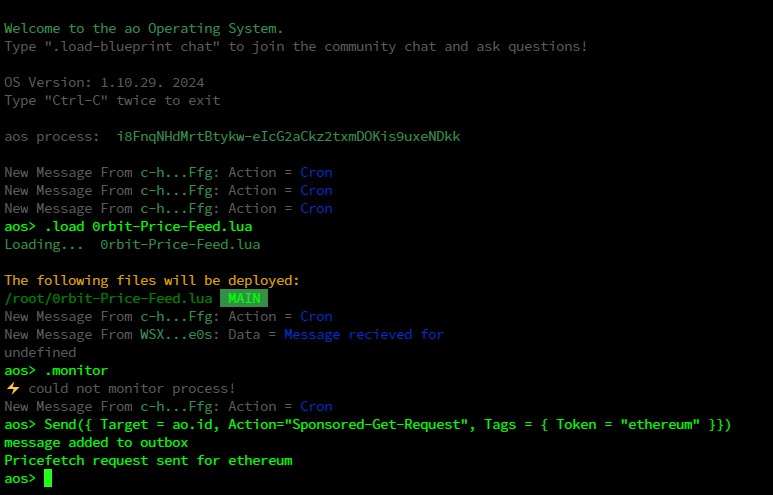 Welcome to the ao Operating System.
Type ".load-blueprint chat" to join the community chat and ask questions!
OS Version: 1.10.29. 2024
Type "Ctrl-C" twice to exit
aos process:  i8FnqNHdMrtBtykw-eIcG2aCkz2txmDOKis9uxeNDkk
New Message From c-h...Ffg: Action = Cron
New Message From c-h...Ffg: Action = Cron
New Message From c-h...Ffg: Action = Cron
aos> .load 0rbit-Price-Feed.lua
Loading...  0rbit-Price-Feed.lua
The following files will be deployed:
/root/0rbit-Price-Feed.lua  MAIN
New Message From c-h...Ffg: Action = Cron
New Message From WSX...e0s: Data = Message recieved for
undefined
aos> .monitor
⚡ could not monitor process!
New Message From c-h...Ffg: Action = Cron
aos> Send({ Target = ao.id, Action="Sponsored-Get-Request", Tags = { Token = "ethereum" }})
message added to outbox
Pricefetch request sent for ethereum
aos>